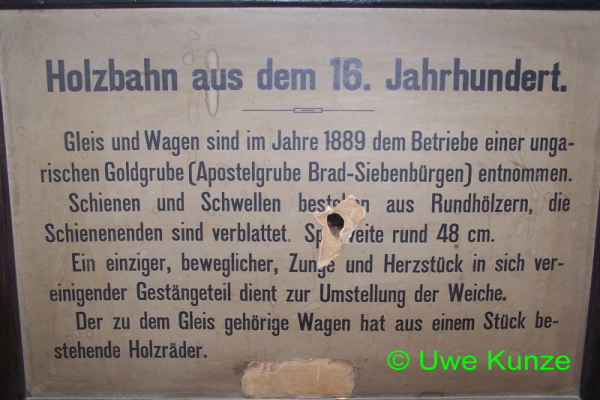 Holzbahn aus dem 16. Jahrhundert.
Gleis und Wagen sind im Jahre 1889 dem Betriebe einer unga-
rischen Goldgrube (Apostelgrube Brad-Siebenbürgen) entnommen.
Schienen und Schwellen bestehen aus Rundhölzern, die
Schienenenden sind verblattet. Spurweite rund 48 cm.
Ein einziger, beweglicher, Zunge und Herzstück in sich ver-
einigender Gestängeteil dient zur Umstellung der Weiche.
Der zu dem Gleis gehörige Wagen hat aus einem Stück be-
stehende Holzräder.
© Uwe Kunze